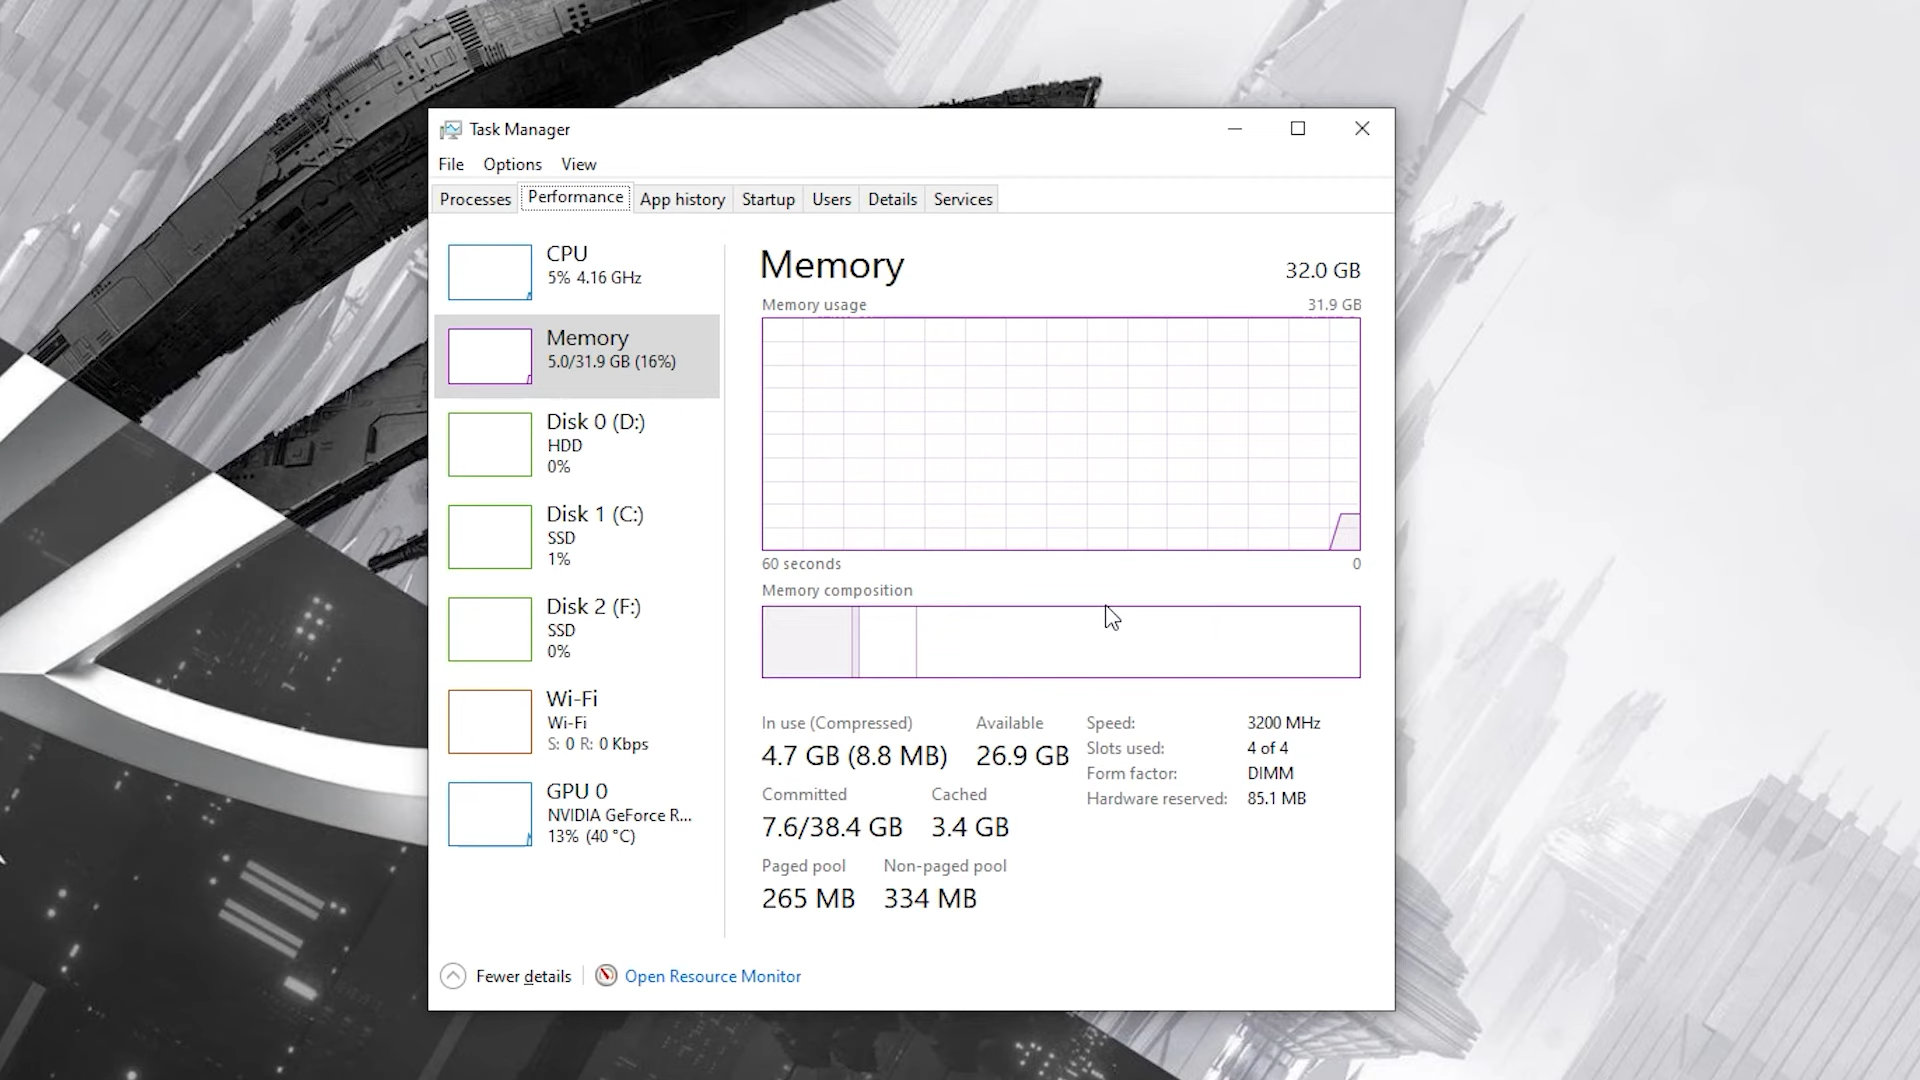 Task Manager
File Options View
Processes Performance App history Startup Users Details Services
CPU
5% 4.16 GHz
Memory
5.0/31.9 GB (16%)
Disk 0 (D:)
HDD
0%
Disk 1 (C:)
SSD
1%
Disk 2 (F:)
SSD
0%
Wi-Fi
Wi-Fi
S: 0 R: 0 Kbps
GPU 0
NVIDIA GeForce R...
13% (40 °C)
Memory 32.0 GB
Memory usage 31.9 GB
60 seconds 0
Memory composition
In use (Compressed) Available
4.7 GB (8.8 MB) 26.9 GB
Committed Cached
7.6/38.4 GB 3.4 GB
Paged pool Non-paged pool
265 MB 334 MB
Speed: 3200 MHz
Slots used: 4 of 4
Form factor: DIMM
Hardware reserved: 85.1 MB
Fewer details Open Resource Monitor